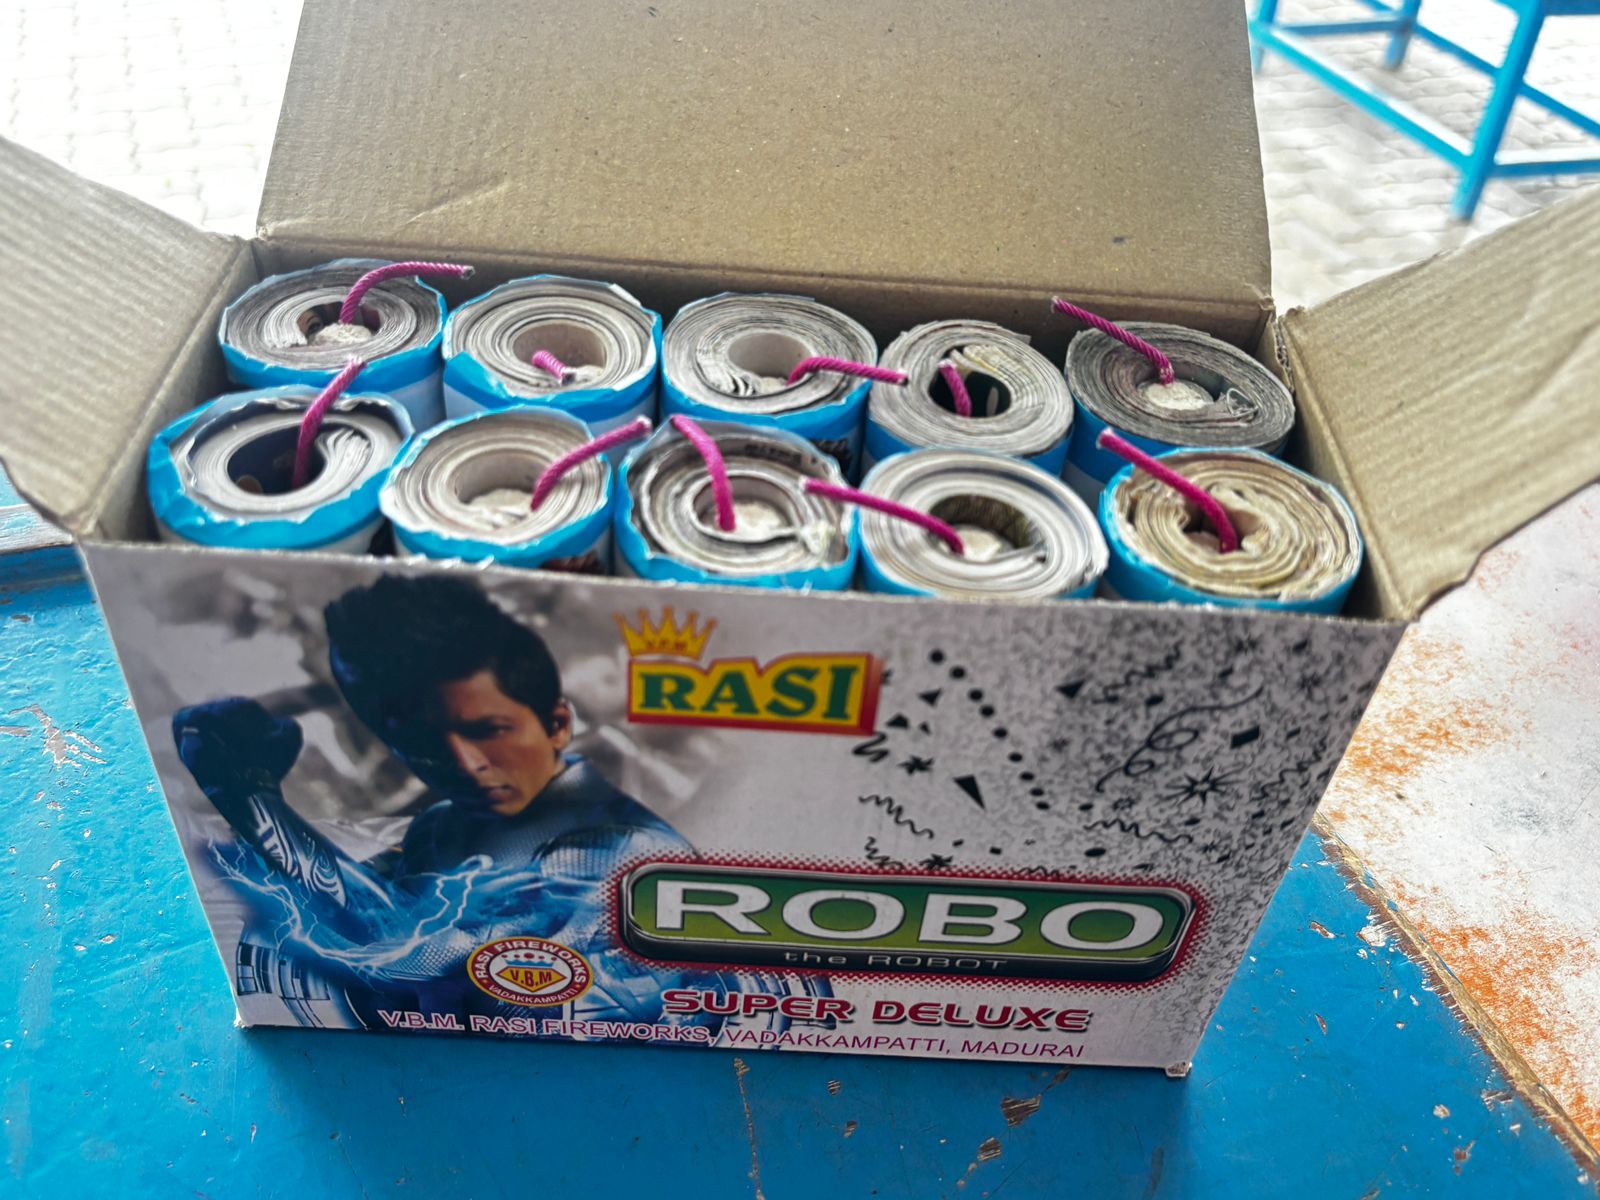 V.B.M
RASI
ROBO
the ROBOT
RASI FIREWORKS
V.B.M
VADAKKAMPATTI
SUPER DELUXE
V.B.M. RASI FIREWORKS, VADAKKAMPATTI, MADURAI